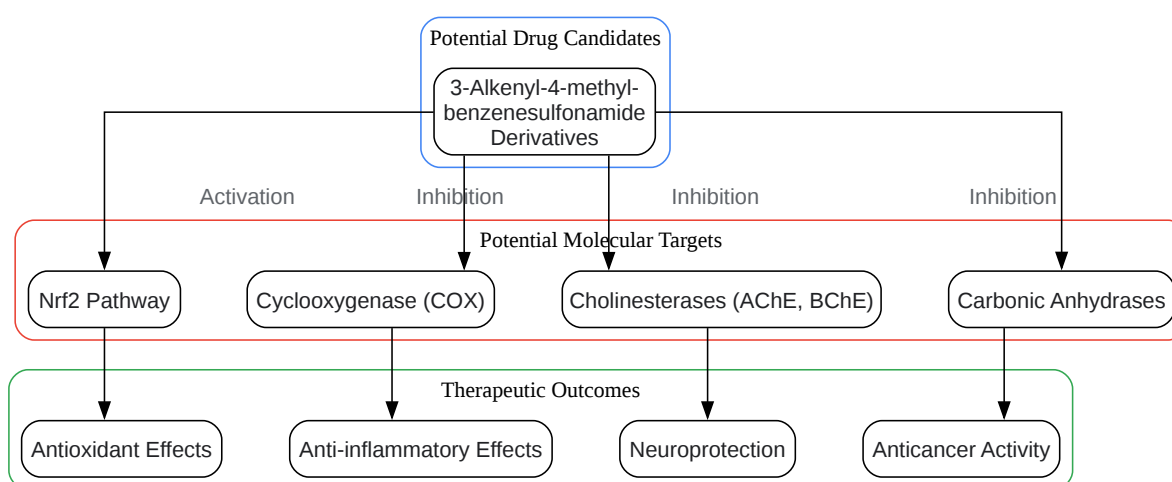 Potential Drug Candidates
3-Alkenyl-4-methyl-
benzenesulfonamide
Derivatives
Activation
Inhibition
Inhibition
Inhibition
Potential Molecular Targets
Nrf2 Pathway
Cyclooxygenase (COX)
Cholinesterases (AChE, BChE)
Carbonic Anhydrases
Therapeutic Outcomes
Antioxidant Effects
Anti-inflammatory Effects
Neuroprotection
Anticancer Activity